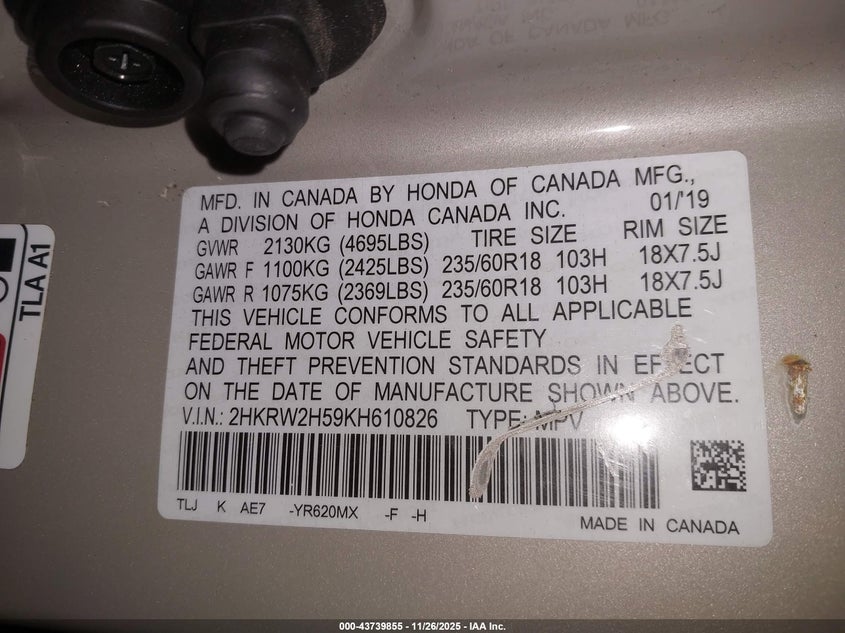 MFD. IN CANADA BY HONDA OF CANADA MFG.,
A DIVISION OF HONDA CANADA INC. 01/'19
GVWR 2130KG (4695LBS) TIRE SIZE RIM SIZE
GAWR F 1100KG (2425LBS) 235/60R18 103H 18X7.5J
GAWR R 1075KG (2369LBS) 235/60R18 103H 18X7.5J
THIS VEHICLE CONFORMS TO ALL APPLICABLE
FEDERAL MOTOR VEHICLE SAFETY
AND THEFT PREVENTION STANDARDS IN EFFECT
ON THE DATE OF MANUFACTURE SHOWN ABOVE.
V.I.N.: 2HKRW2H59KH610826 TYPE: MPV
TLJ K AE7 -YR620MX -F -H
MADE IN CANADA
TLA A1
000-43739855 - 11/26/2025 - IAA Inc.